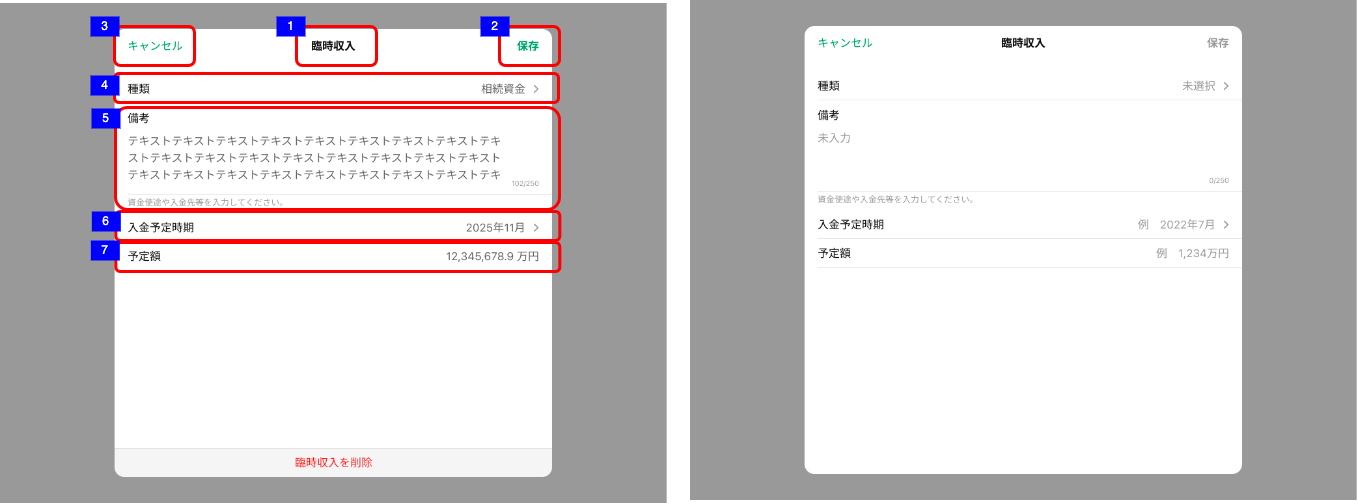 3
1
2
キャンセル
臨時収入
保存
4
種類
相続資金
5
備考
テキストテキストテキストテキストテキストテキストテキストテキストテキ
ストテキストテキストテキストテキストテキストテキストテキストテキスト
テキストテキストテキストテキストテキストテキストテキストテキストテキ
102/250
資金使途や入金先等を入力してください。
6
入金予定時期
2025年11月
7
予定額
12,345,678.9 万円
臨時収入を削除
キャンセル
臨時収入
保存
種類
未選択
備考
未入力
0/250
資金使途や入金先等を入力してください。
入金予定時期
例 2022年7月
予定額
例 1,234万円